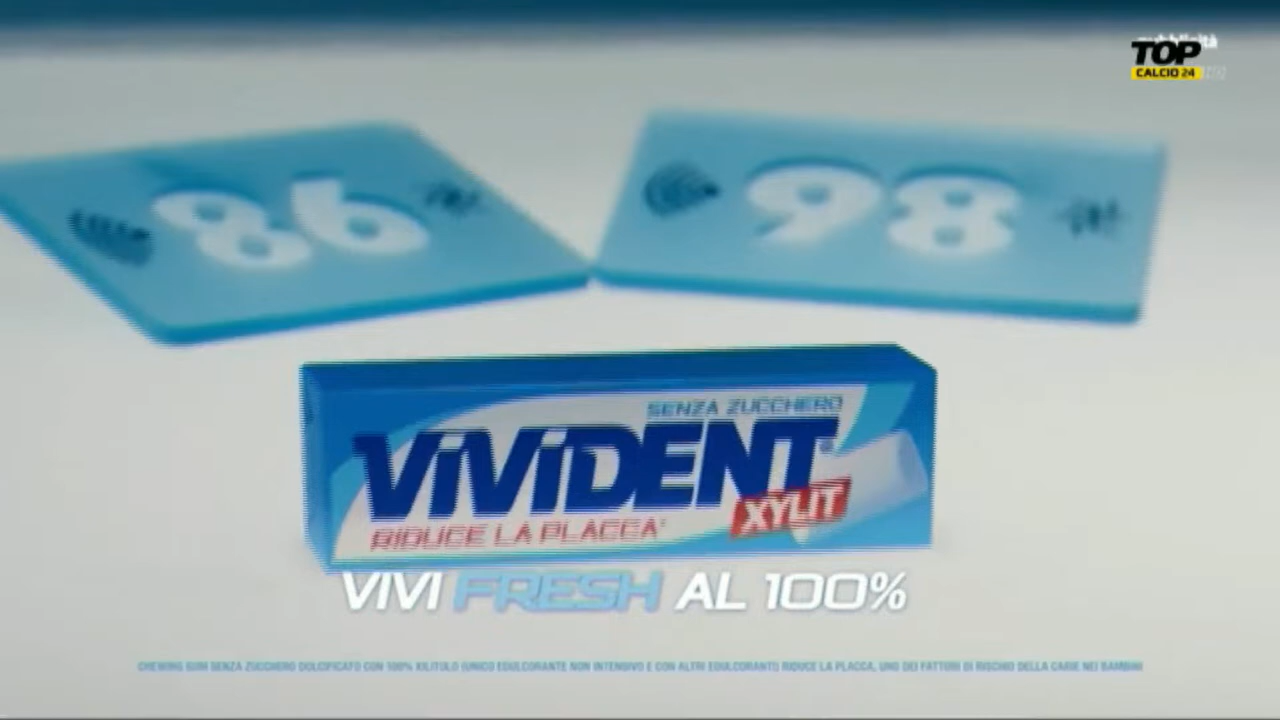 pubblicità
TOP
CALCIO 24
86
98
SENZA ZUCCHERO
ViViDENT®
XYLIT
RIDUCE LA PLACCA*
VIVI FRESH AL 100%
CHEWING GUM SENZA ZUCCHERO DOLCIFICATO CON 100% XILITOLO (UNICO EDULCORANTE NON INTENSIVO E CON ALTRI EDULCORANTI) RIDUCE LA PLACCA, UNO DEI FATTORI DI RISCHIO DELLA CARIE NEI BAMBINI